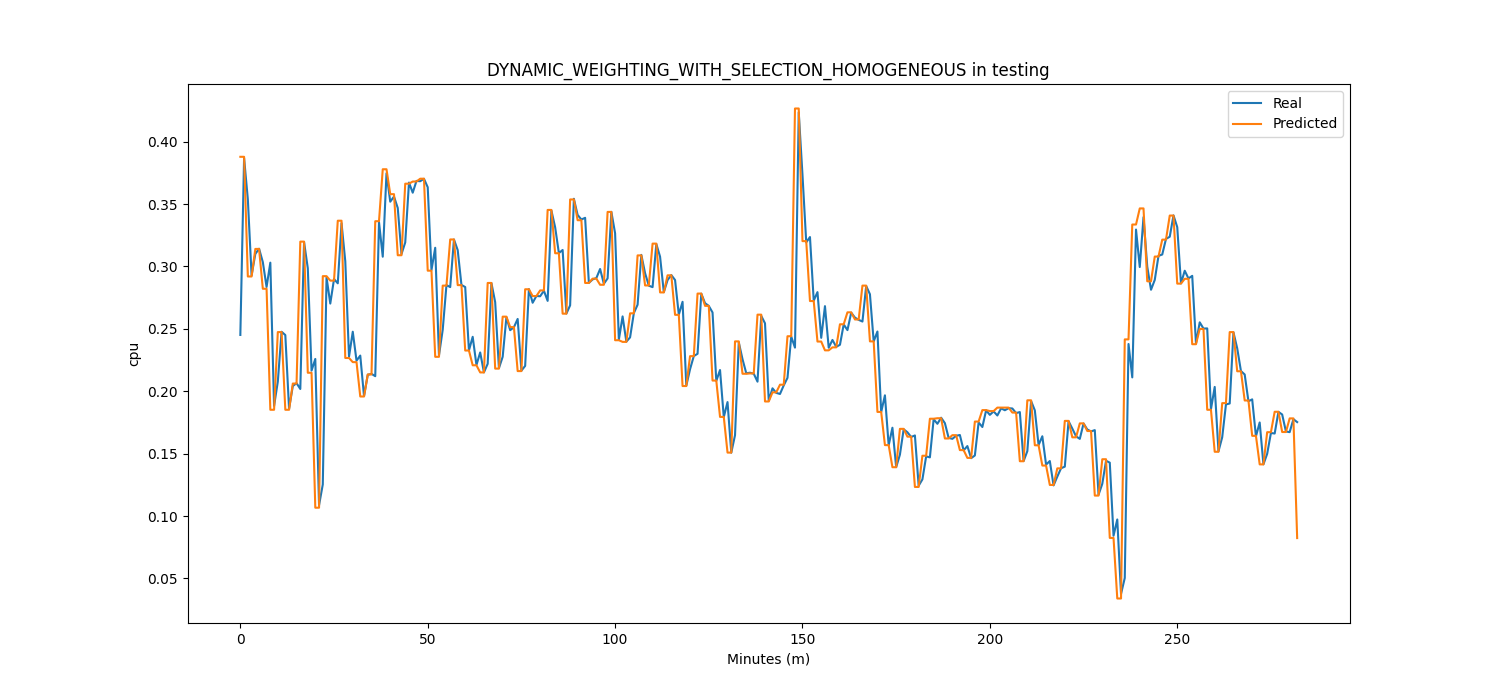 DYNAMIC_WEIGHTING_WITH_SELECTION_HOMOGENEOUS in testing
Real
Predicted
0.40
0.35
0.30
0.25
0.20
0.15
0.10
0.05
cpu
0 50 100 150 200 250
Minutes (m)